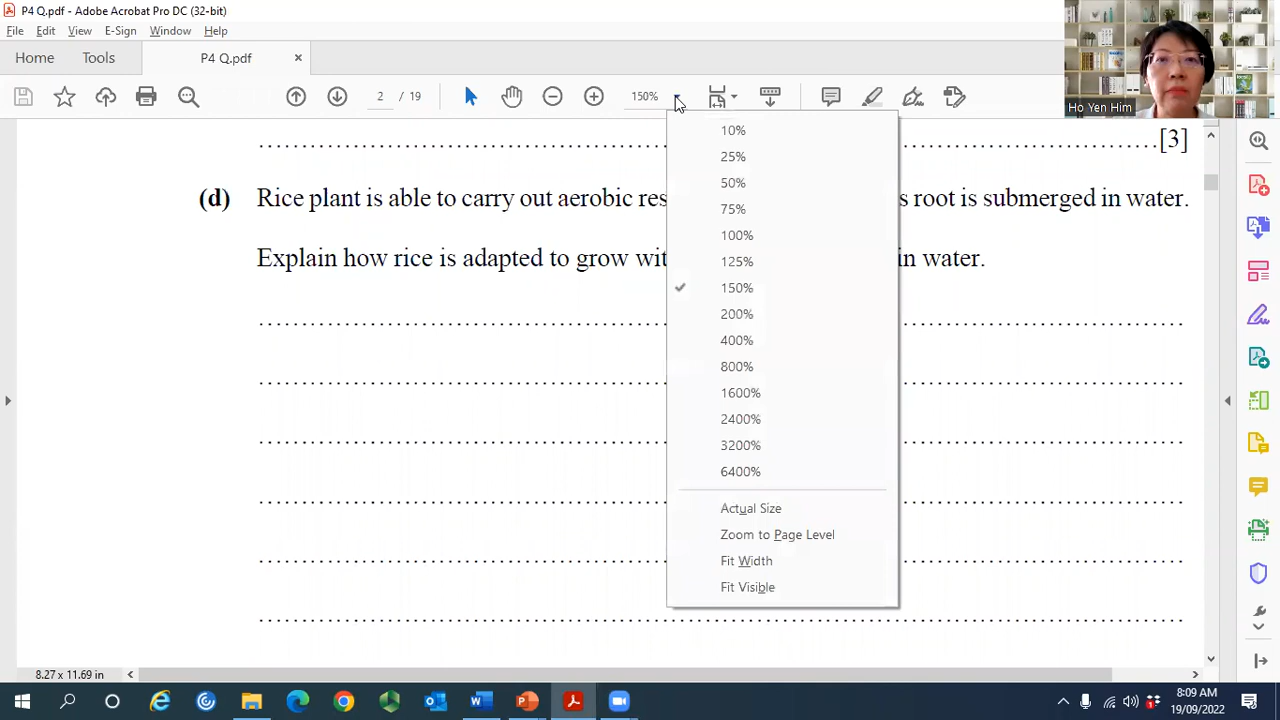 P4 Q.pdf - Adobe Acrobat Pro DC (32-bit)
File Edit View E-Sign Window Help
Home Tools P4 Q.pdf ×
2 / 19 150%
Ho Yen Him
10%
25%
50%
75%
100%
125%
150%
200%
400%
800%
1600%
2400%
3200%
6400%
Actual Size
Zoom to Page Level
Fit Width
Fit Visible
[3]
(d) Rice plant is able to carry out aerobic res s root is submerged in water.
Explain how rice is adapted to grow wit in water.
8.27 x 11.69 in
8:09 AM
19/09/2022